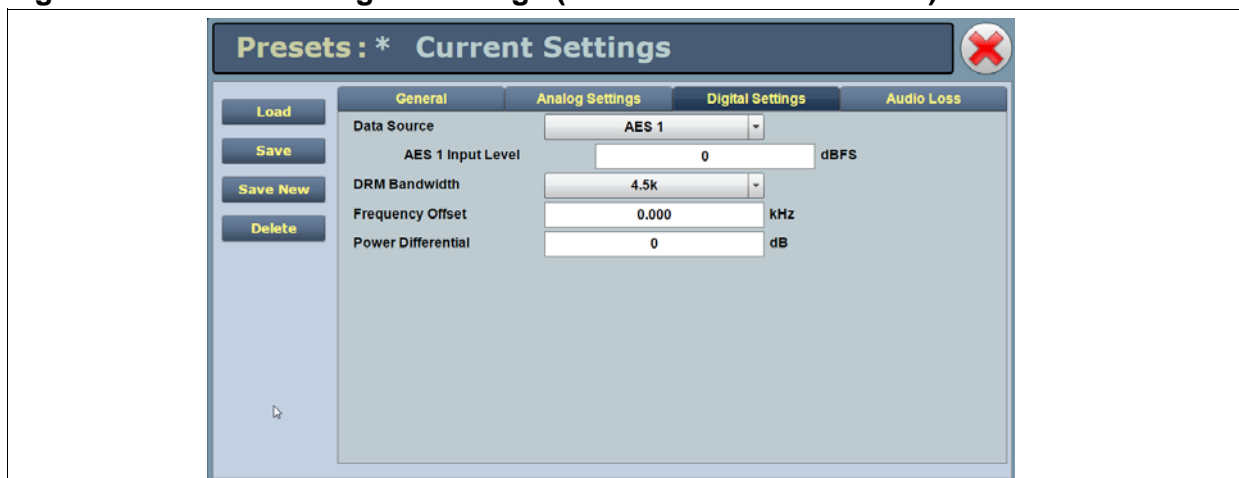 Presets:* Current Settings
General Analog Settings Digital Settings Audio Loss
Load
Save
Save New
Delete
Data Source AES 1
AES 1 Input Level 0 dBFS
DRM Bandwidth 4.5k
Frequency Offset 0.000 kHz
Power Differential 0 dB